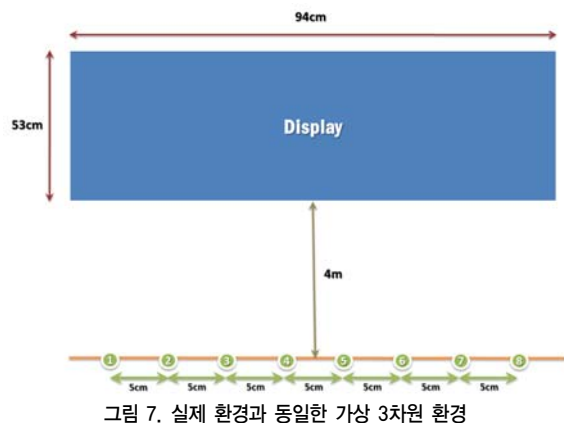 94cm
53cm
Display
4m
1 2 3 4 5 6 7 8
5cm 5cm 5cm 5cm 5cm 5cm 5cm
그림 7. 실제 환경과 동일한 가상 3차원 환경